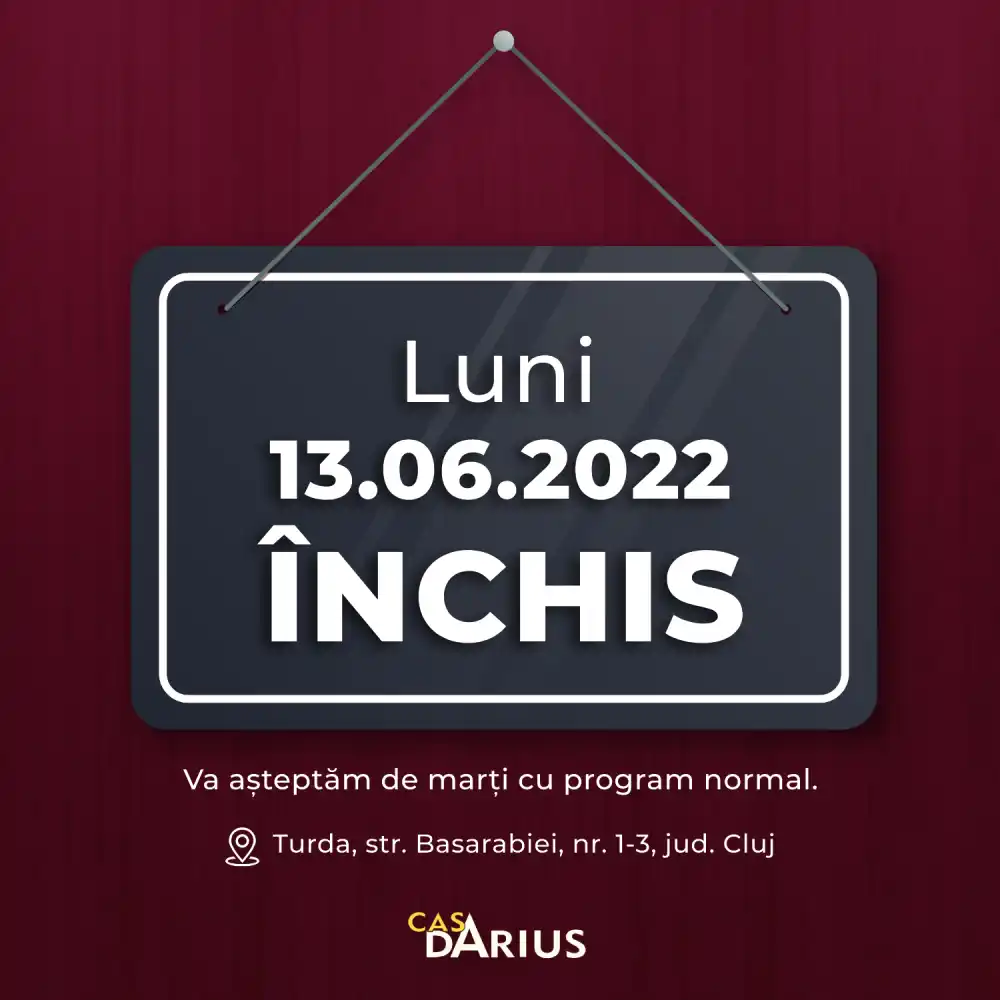 Luni
13.06.2022
ÎNCHIS
Va așteptăm de marți cu program normal.
Turda, str. Basarabiei, nr. 1-3, jud. Cluj
CASA
DARIUS